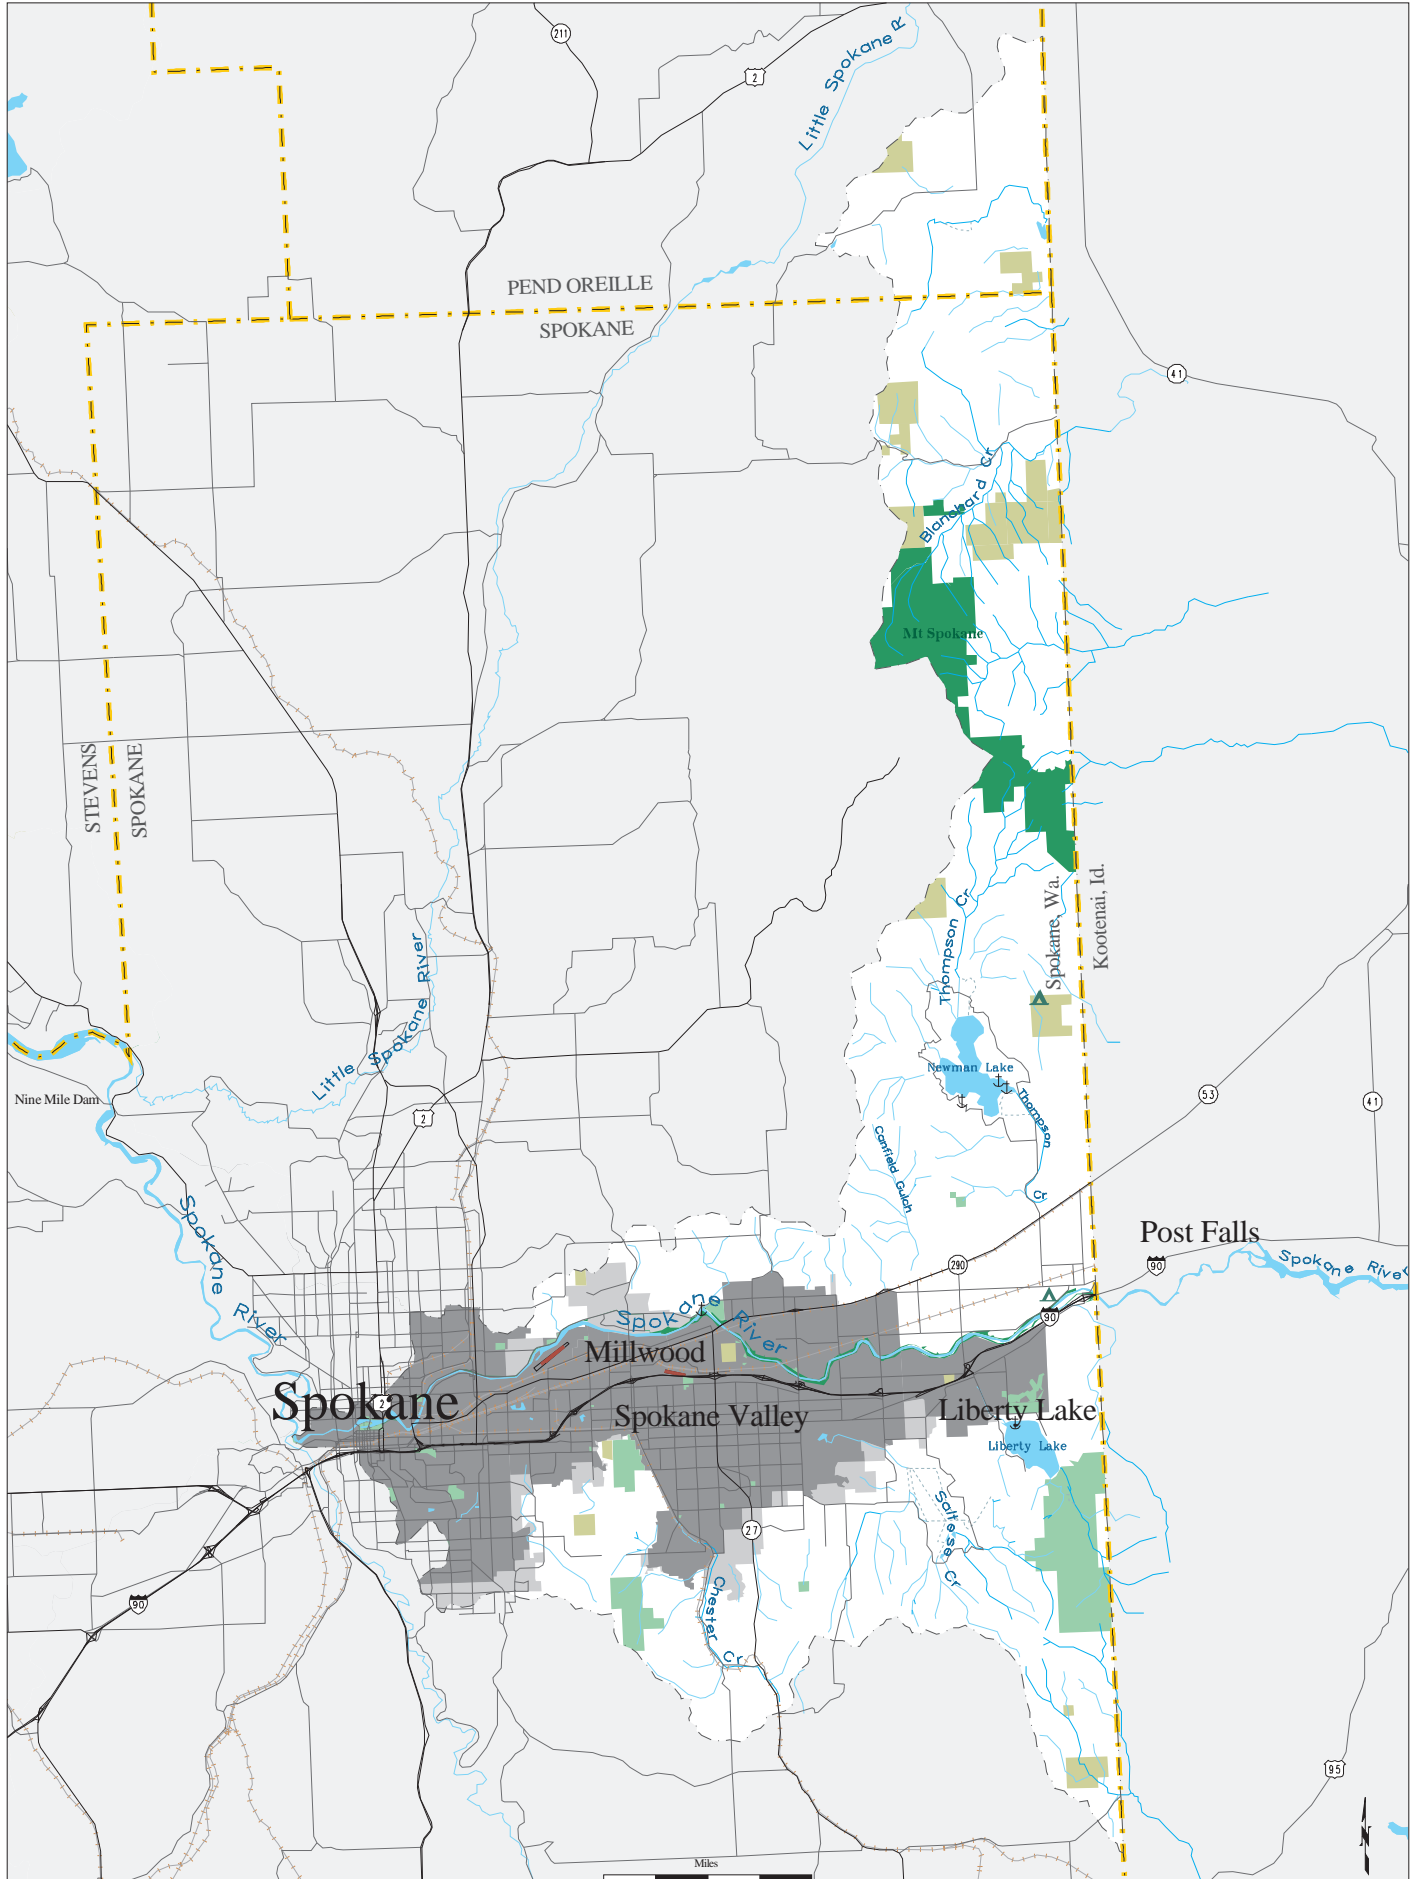 211
2
Little Spokane R
PEND OREILLE
SPOKANE
41
Blanchard Cr
Mt Spokane
STEVENS
SPOKANE
Spokane, Wa.
Kootenai, Id.
Thompson Cr
Little Spokane River
Newman Lake
Thompson
Cr
Nine Mile Dam
2
53
41
Canfield Gulch
Spokane
River
Post Falls
290
90
Spokane River
90
Spokane
River
Millwood
Spokane
2
Spokane Valley
Liberty Lake
Liberty Lake
Saltese Cr
27
Chester
Cr
90
95
N
Miles